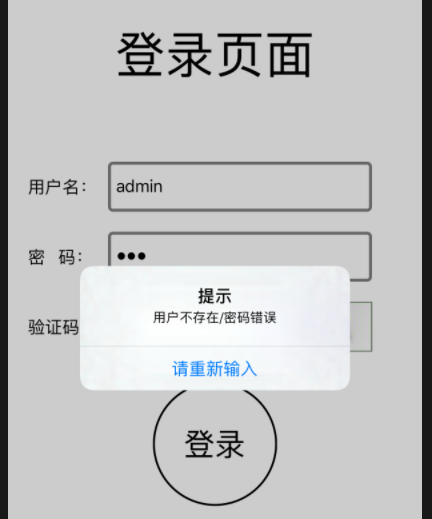 登录页面
用户名： admin
密 码： ●●●
提示
用户不存在/密码错误
验证码
请重新输入
登录